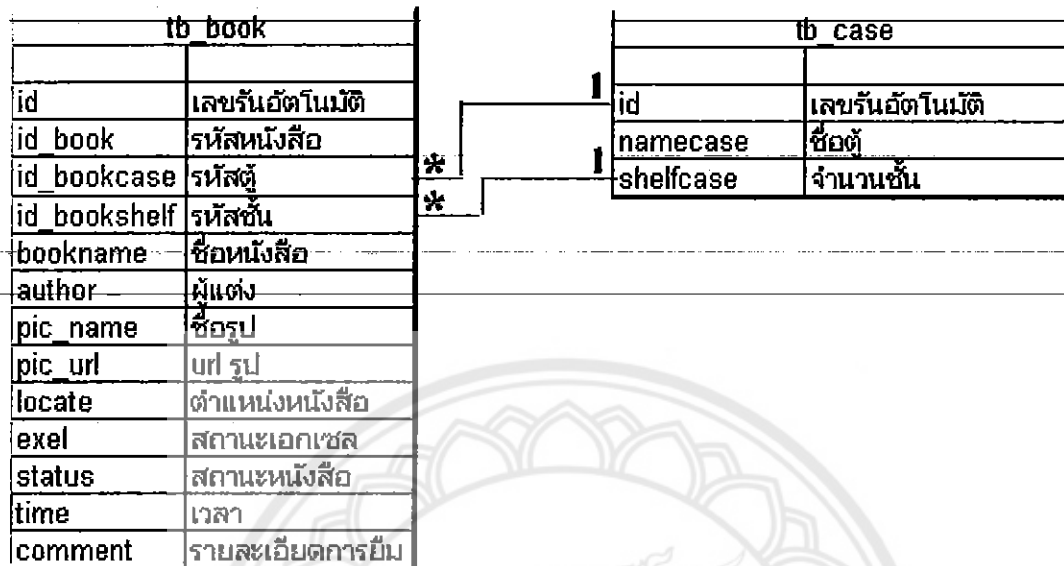 tb_book
id เลขรันอัตโนมัติ
id_book รหัสหนังสือ
id_bookcase รหัสตู้
id_bookshelf รหัสชั้น
bookname ชื่อหนังสือ
author ผู้แต่ง
pic_name ชื่อรูป
pic_url url รูป
locate ตำแหน่งหนังสือ
exel สถานะเอกเซล
status สถานะหนังสือ
time เวลา
comment รายละเอียดการยืม
*
*
1
1
tb_case
id เลขรันอัตโนมัติ
namecase ชื่อตู้
shelfcase จำนวนชั้น